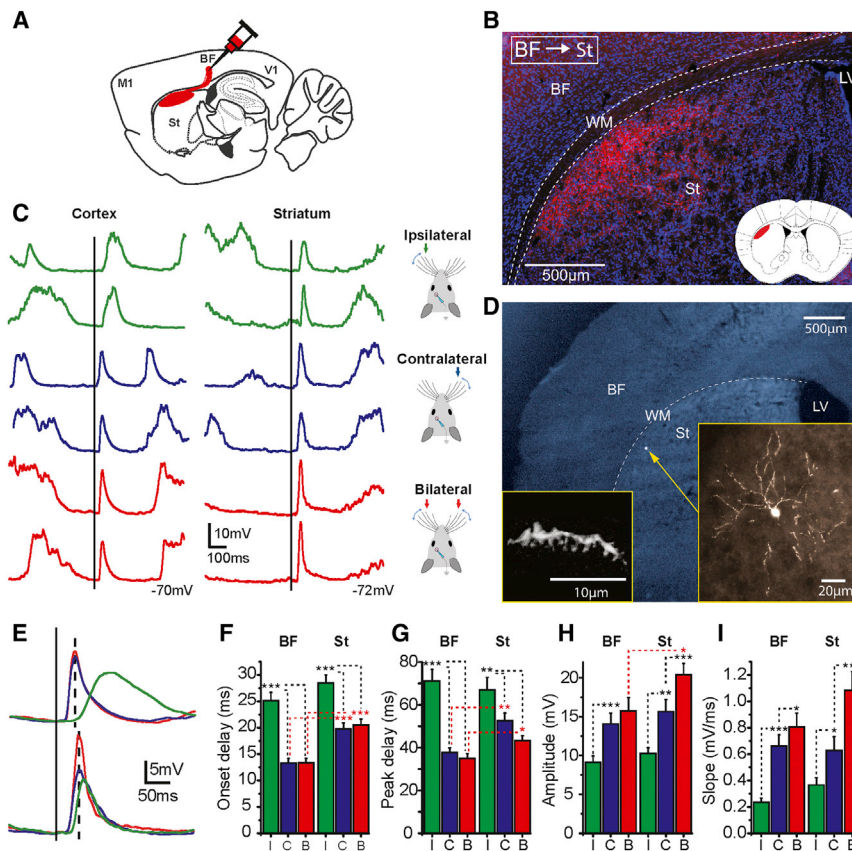 A
BF
M1
V1
St
B
BF → St
BF
WM
St
LV
500μm
C
Cortex
Striatum
Ipsilateral
Contralateral
Bilateral
10mV
100ms
-70mV
-72mV
D
500μm
BF
WM
St
LV
10μm
20μm
E
5mV
50ms
F
BF St
Onset delay (ms)
35
30
25
20
15
10
5
0
***
***
***
***
I C B I C B
G
BF St
Peak delay (ms)
80
60
40
20
0
***
**
**
*
I C B I C B
H
BF St
Amplitude (mV)
20
15
10
5
0
***
**
***
*
I C B I C B
I
BF St
Slope (mV/ms)
1.2
1.0
0.8
0.6
0.4
0.2
0.0
***
*
*
I C B I C